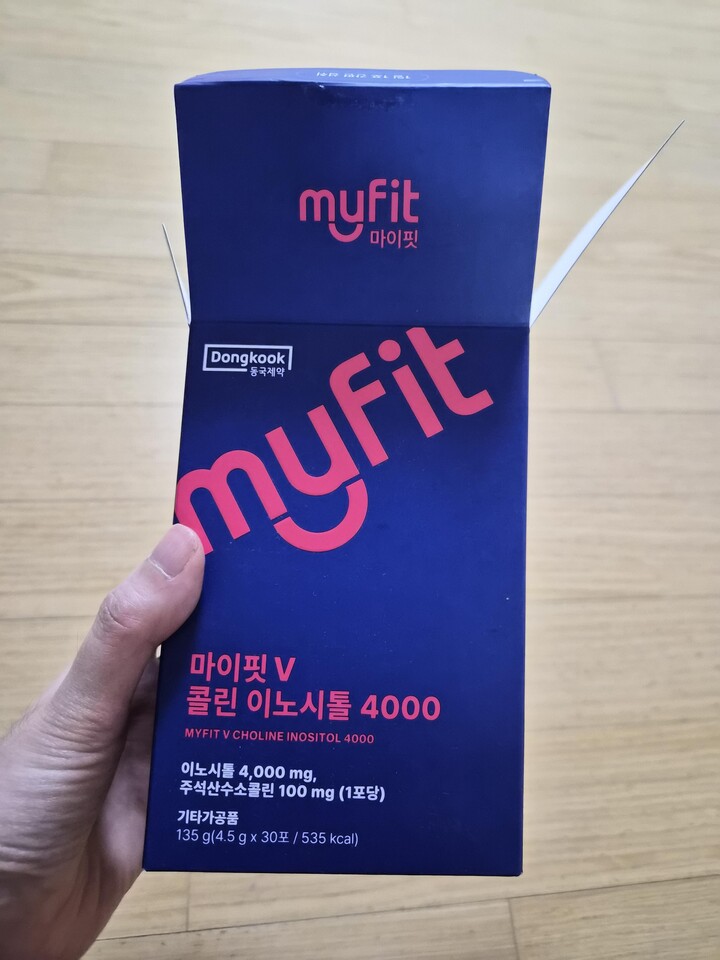 myfit
마이핏
Dongkook
동국제약
myfit
마이핏 V
콜린 이노시톨 4000
MYFIT V CHOLINE INOSITOL 4000
이노시톨 4,000 mg,
주석산수소콜린 100 mg (1포당)
기타가공품
135 g(4.5 g x 30포 / 535 kcal)